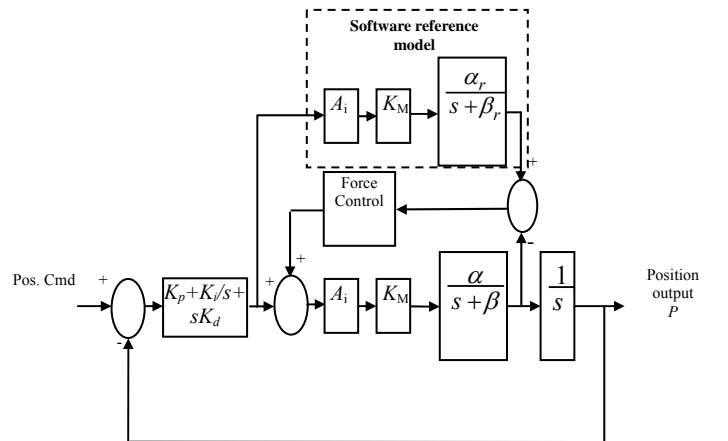 Software reference
model
A_i
K_M
α_r
s + β_r
+
Force
Control
-
+
Pos. Cmd
+
K_p+K_i/s+
sK_d
+
A_i
K_M
α
s + β
1
s
Position
output
P
-